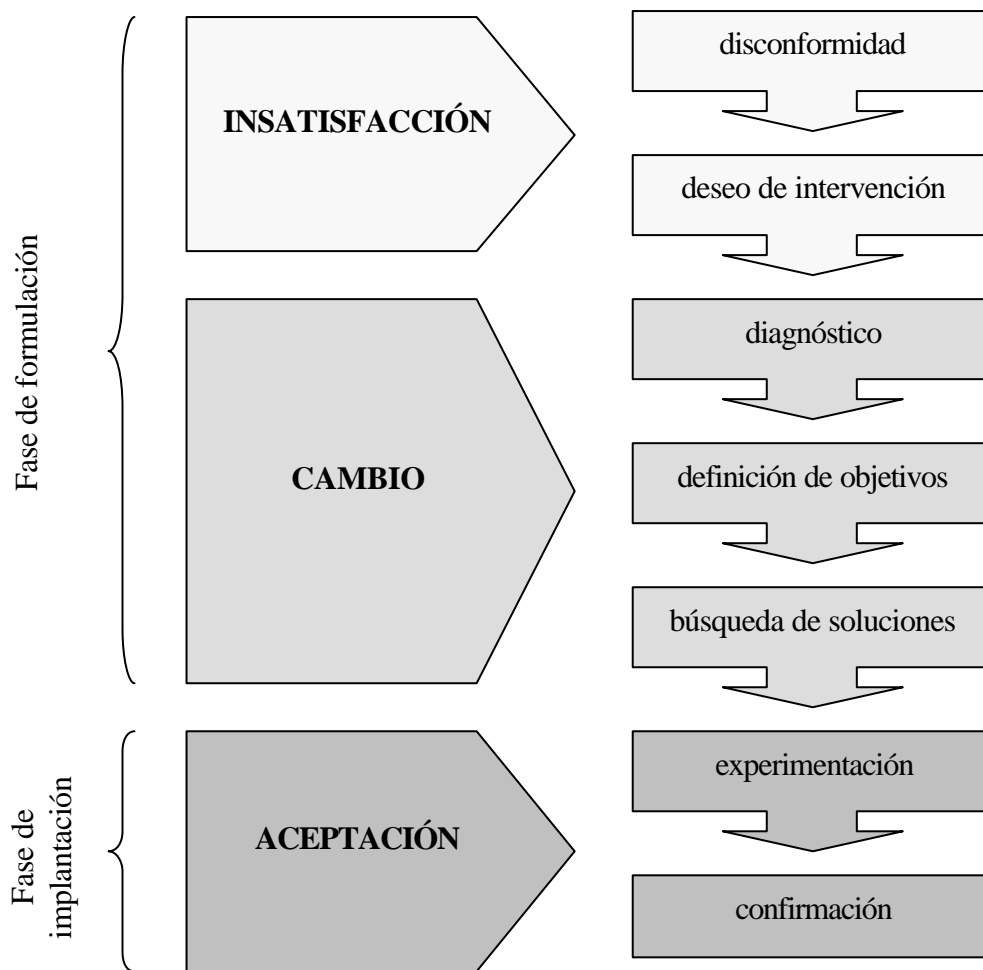 Fase de formulación
INSATISFACCIÓN
disconformidad
deseo de intervención
CAMBIO
diagnóstico
definición de objetivos
búsqueda de soluciones
Fase de
implantación
ACEPTACIÓN
experimentación
confirmación